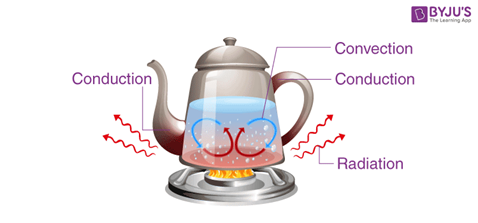 BYJU'S
The Learning App
Convection
Conduction
Conduction
Radiation